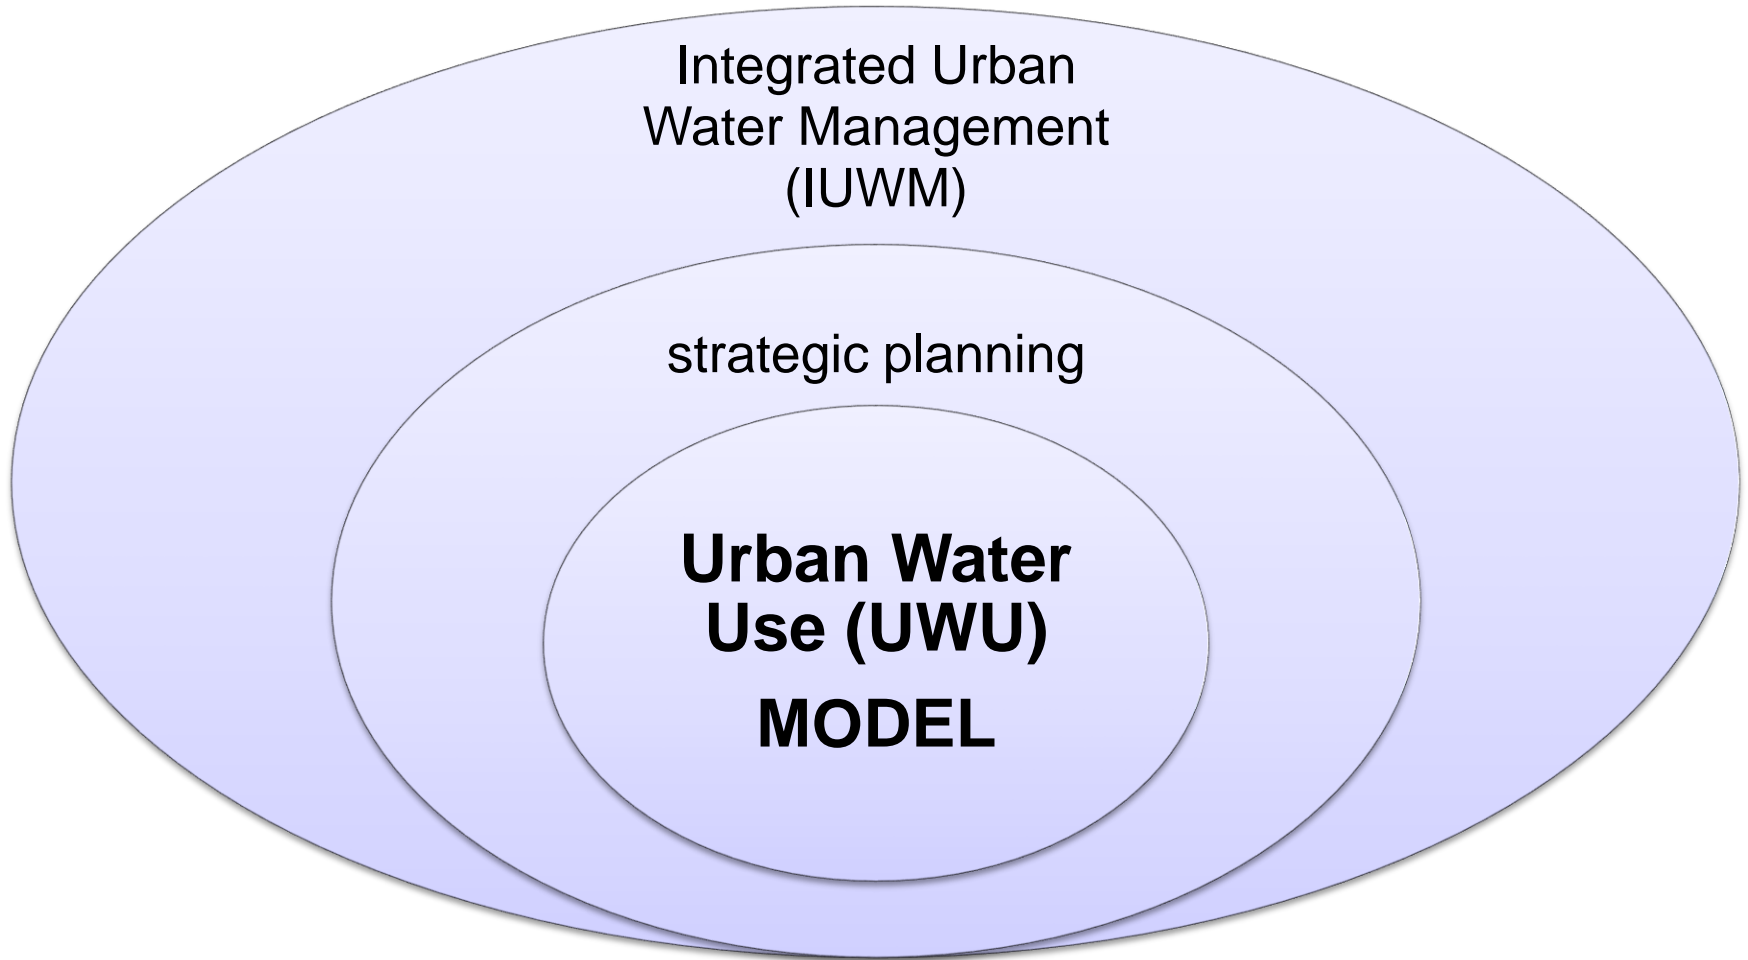 Integrated Urban
Water Management
(IUWM)
strategic planning
Urban Water
Use (UWU)
MODEL